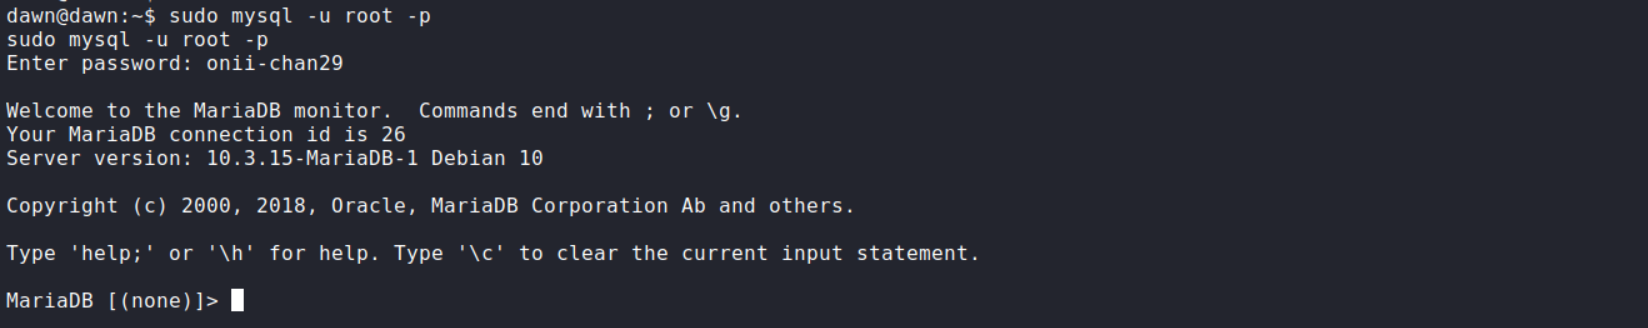 dawn@dawn:~$ sudo mysql -u root -p
sudo mysql -u root -p
Enter password: onii-chan29
Welcome to the MariaDB monitor.  Commands end with ; or \g.
Your MariaDB connection id is 26
Server version: 10.3.15-MariaDB-1 Debian 10
Copyright (c) 2000, 2018, Oracle, MariaDB Corporation Ab and others.
Type 'help;' or '\h' for help. Type '\c' to clear the current input statement.
MariaDB [(none)]>